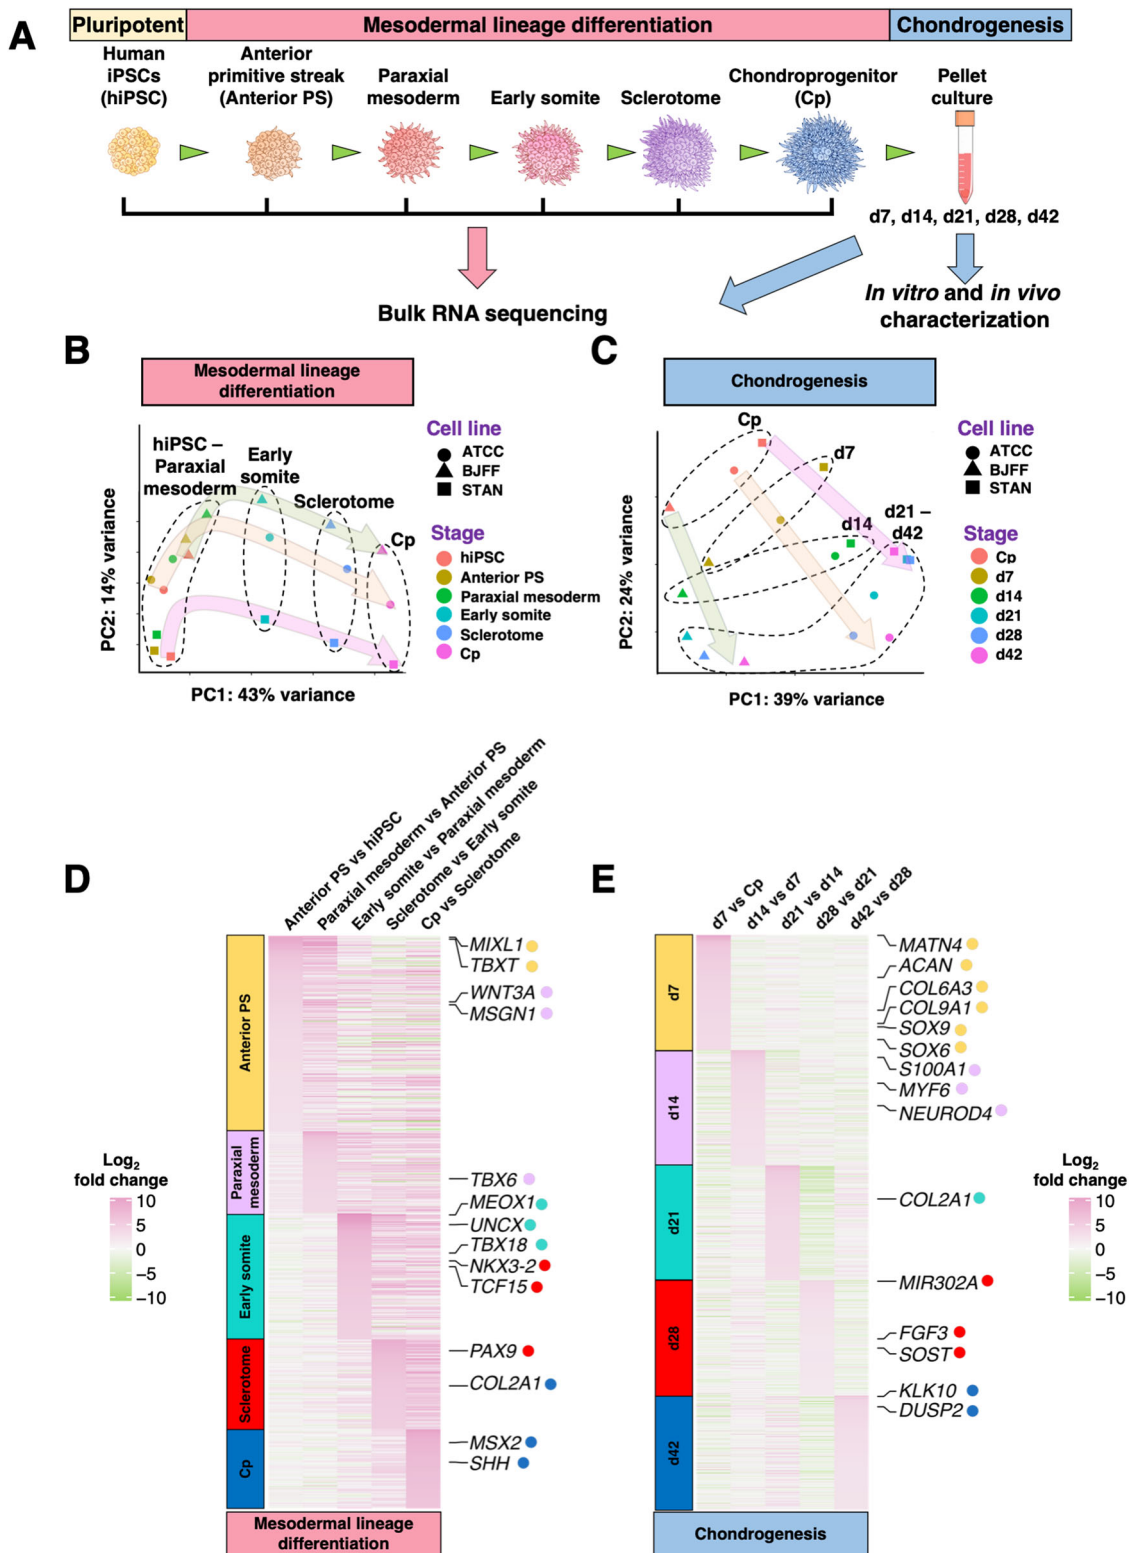 A
Pluripotent
Mesodermal lineage differentiation
Chondrogenesis
Human
iPSCs
(hiPSC)
Anterior
primitive streak
(Anterior PS)
Paraxial
mesoderm
Early somite
Sclerotome
Chondroprogenitor
(Cp)
Pellet
culture
d7, d14, d21, d28, d42
Bulk RNA sequencing
In vitro and in vivo
characterization
B
Mesodermal lineage
differentiation
hiPSC –
Paraxial
mesoderm
Early
somite
Sclerotome
Cp
PC2: 14% variance
PC1: 43% variance
Cell line
ATCC
BJFF
STAN
Stage
hiPSC
Anterior PS
Paraxial mesoderm
Early somite
Sclerotome
Cp
C
Chondrogenesis
Cp
d7
d14
d21 –
d42
PC2: 24% variance
PC1: 39% variance
Cell line
ATCC
BJFF
STAN
Stage
Cp
d7
d14
d21
d28
d42
D
Anterior PS vs hiPSC
Paraxial mesoderm vs Anterior PS
Early somite vs Paraxial mesoderm
Sclerotome vs Early somite
Cp vs Sclerotome
Anterior PS
Paraxial
mesoderm
Early somite
Sclerotome
Cp
Log2
fold change
10
5
0
−5
−10
MIXL1
TBXT
WNT3A
MSGN1
TBX6
MEOX1
UNCX
TBX18
NKX3-2
TCF15
PAX9
COL2A1
MSX2
SHH
Mesodermal lineage
differentiation
E
d7 vs Cp
d14 vs d7
d21 vs d14
d28 vs d21
d42 vs d28
d7
d14
d21
d28
d42
MATN4
ACAN
COL6A3
COL9A1
SOX9
SOX6
S100A1
MYF6
NEUROD4
COL2A1
MIR302A
FGF3
SOST
KLK10
DUSP2
Log2
fold change
10
5
0
−5
−10
Chondrogenesis